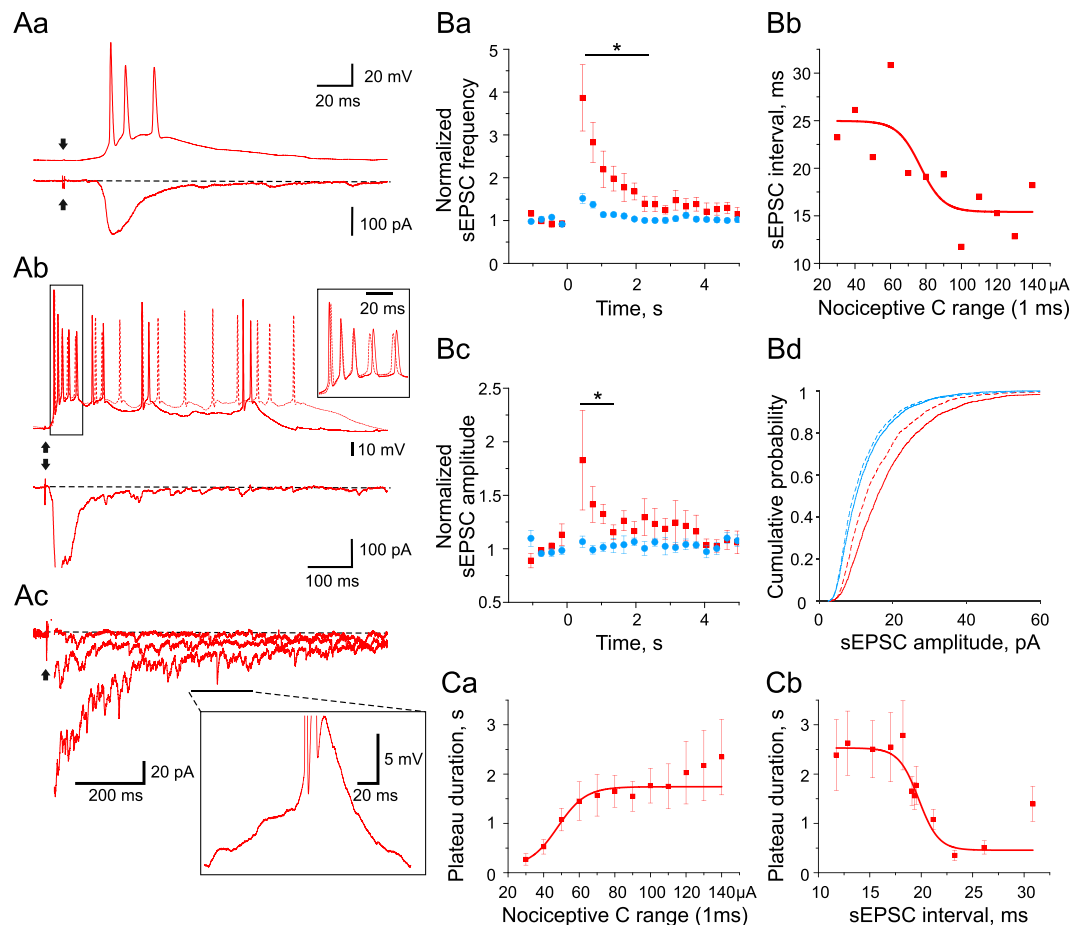 Aa
20 mV
20 ms
100 pA
Ba
Normalized
sEPSC frequency
5
4
3
2
1
0
*
0 2 4
Time, s
Bb
sEPSC interval, ms
30
25
20
15
10
20 40 60 80 100 120 140 µA
Nociceptive C range (1 ms)
Ab
20 ms
10 mV
100 pA
100 ms
Bc
Normalized
sEPSC amplitude
2.5
2
1.5
1
0.5
*
0 2 4
Time, s
Bd
Cumulative probability
1
0.8
0.6
0.4
0.2
0
0 20 40 60
sEPSC amplitude, pA
Ac
20 pA
200 ms
5 mV
20 ms
Ca
Plateau duration, s
3
2
1
0
20 40 60 80 100 120 140µA
Nociceptive C range (1ms)
Cb
Plateau duration, s
3
2
1
0
10 15 20 25 30
sEPSC interval, ms